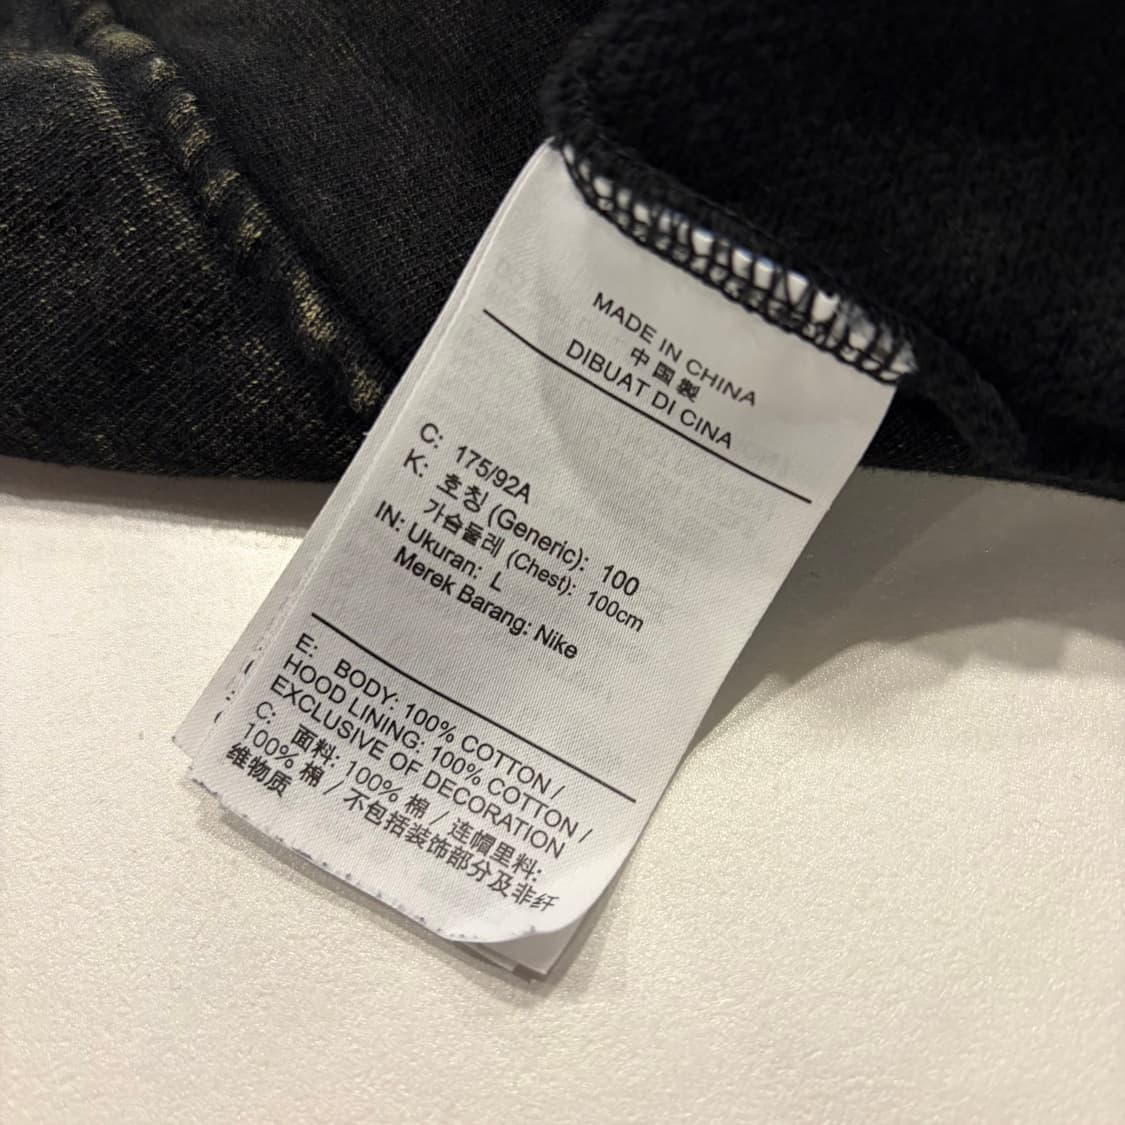 MADE IN CHINA
中国製
DIBUAT DI CINA
C: 175/92A
K: 호칭 (Generic): 100
가슴둘레 (Chest): 100cm
IN: Ukuran: L
Merek Barang: Nike
E: BODY: 100% COTTON /
HOOD LINING: 100% COTTON /
EXCLUSIVE OF DECORATION
C: 面料: 100% 棉 / 连帽里料:
100% 棉 / 不包括装饰部分及非纤
维物质